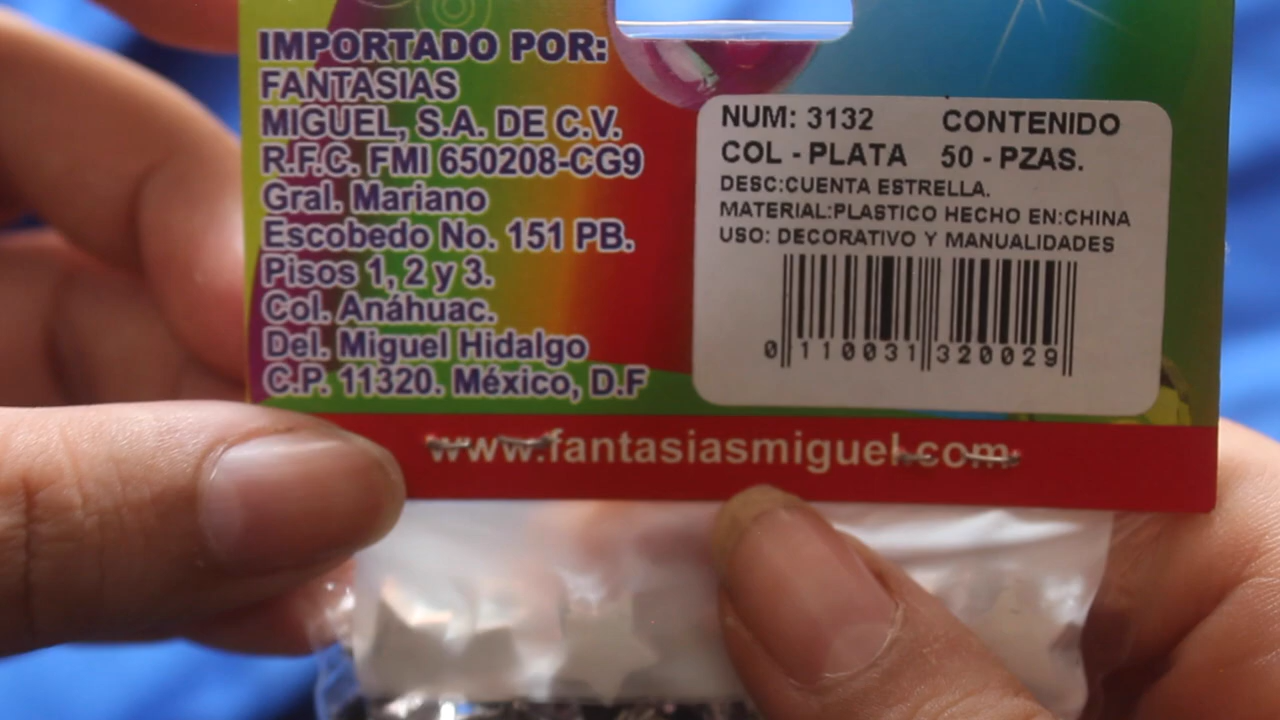 IMPORTADO POR:
FANTASIAS
MIGUEL, S.A. DE C.V.
R.F.C. FMI 650208-CG9
Gral. Mariano
Escobedo No. 151 PB.
Pisos 1, 2 y 3.
Col. Anáhuac.
Del. Miguel Hidalgo
C.P. 11320. México, D.F
NUM: 3132 CONTENIDO
COL - PLATA 50 - PZAS.
DESC:CUENTA ESTRELLA.
MATERIAL:PLASTICO HECHO EN:CHINA
USO: DECORATIVO Y MANUALIDADES
0 110031 320029
www.fantasiasmiguel.com